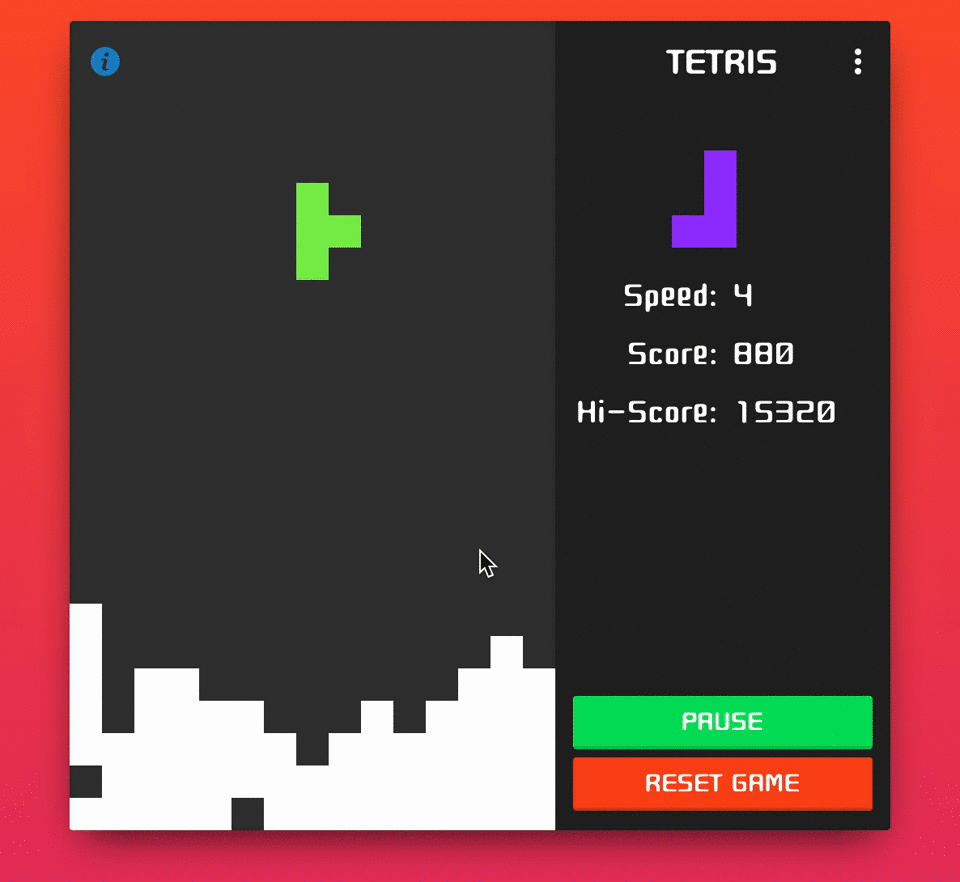 i
TETRIS
Speed: 4
Score: 880
Hi-Score: 15320
PAUSE
RESET GAME